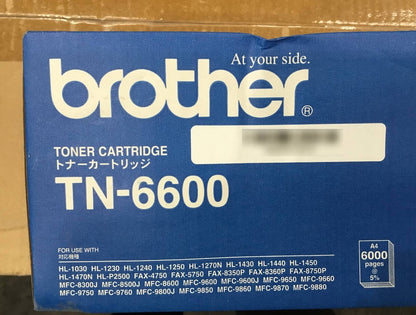 At your side.
brother®
TONER CARTRIDGE
トナーカートリッジ
TN-6600
FOR USE WITH
対応機種
HL-1030 HL-1230 HL-1240 HL-1250 HL-1270N HL-1430 HL-1440 HL-1450
HL-1470N HL-P2500 FAX-4750 FAX-5750 FAX-8350P FAX-8360P FAX-8750P
MFC-8300J MFC-8500J MFC-8600 MFC-9600 MFC-9600J MFC-9650 MFC-9660
MFC-9750 MFC-9760 MFC-9800J MFC-9850 MFC-9860 MFC-9870 MFC-9880
A4
6000
pages
@
5%